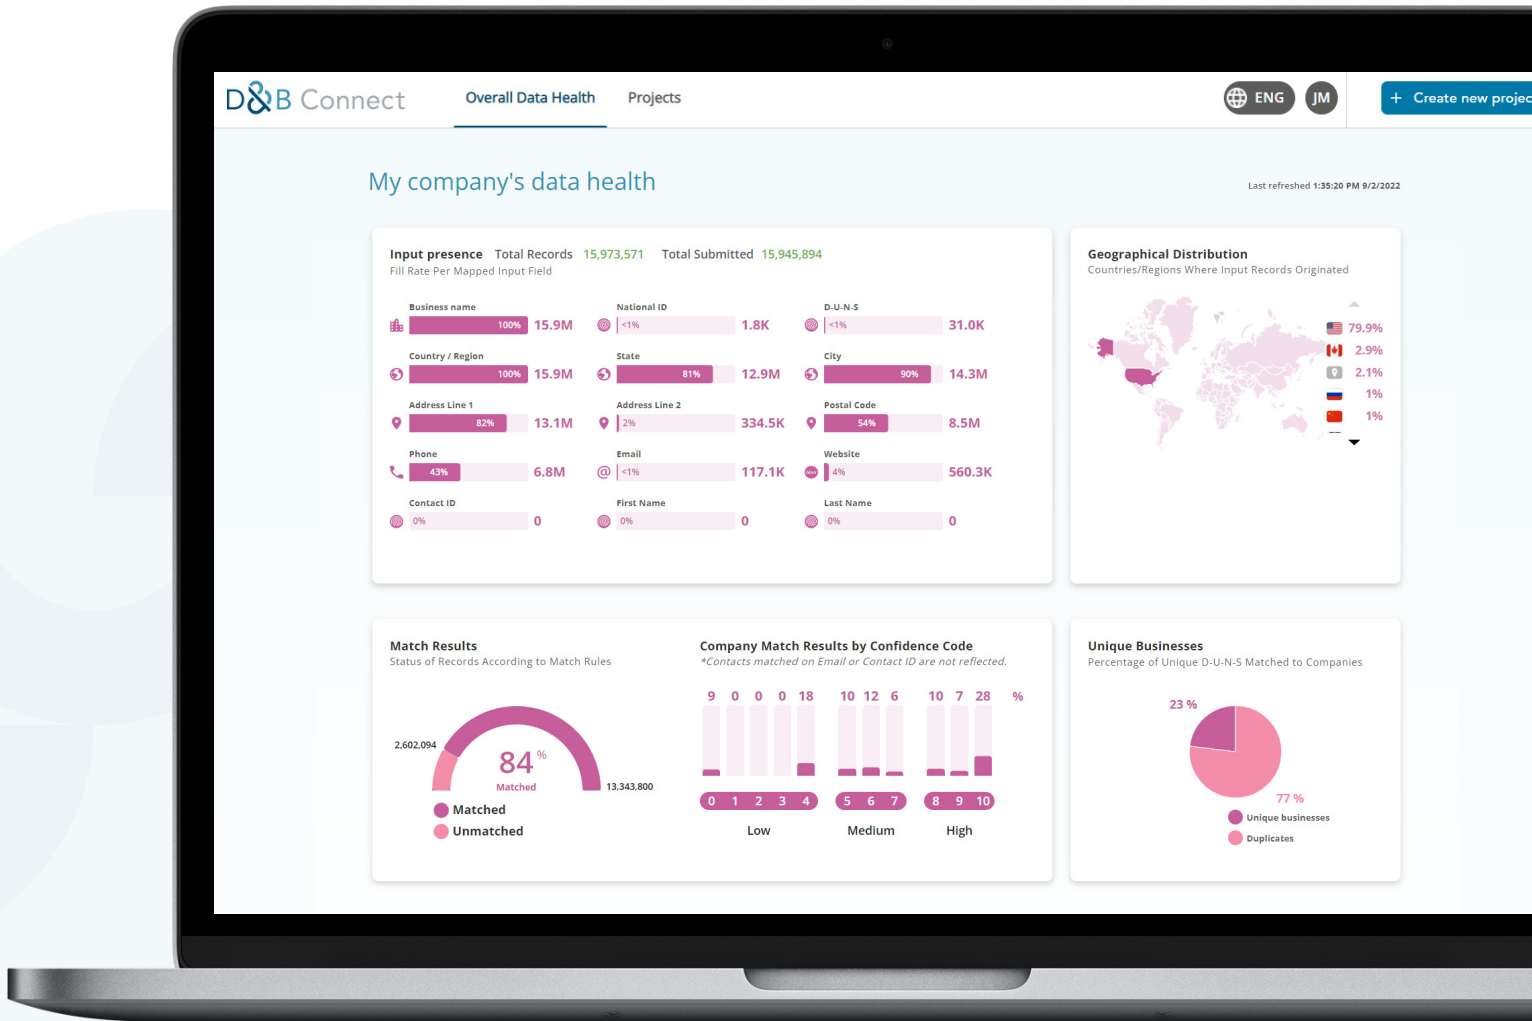 D&B Connect
Overall Data Health
Projects
ENG
JM
+ Create new projec
My company's data health
Last refreshed 1:35:20 PM 9/2/2022
Input presence Total Records 15,973,571 Total Submitted 15,945,894
Fill Rate Per Mapped Input Field
Business name
100% 15.9M
National ID
<1% 1.8K
D-U-N-S
<1% 31.0K
Country / Region
100% 15.9M
State
81% 12.9M
City
90% 14.3M
Address Line 1
82% 13.1M
Address Line 2
2% 334.5K
Postal Code
54% 8.5M
Phone
43% 6.8M
Email
@ <1% 117.1K
Website
4% 560.3K
Contact ID
0% 0
First Name
0% 0
Last Name
0% 0
Geographical Distribution
Countries/Regions Where Input Records Originated
79.9%
2.9%
2.1%
1%
1%
Match Results
Status of Records According to Match Rules
2,602,094
84 %
Matched
13,343,800
Matched
Unmatched
Company Match Results by Confidence Code
*Contacts matched on Email or Contact ID are not reflected.
9 0 0 0 18 10 12 6 10 7 28 %
0 1 2 3 4 5 6 7 8 9 10
Low Medium High
Unique Businesses
Percentage of Unique D-U-N-S Matched to Companies
23 %
77 %
Unique businesses
Duplicates